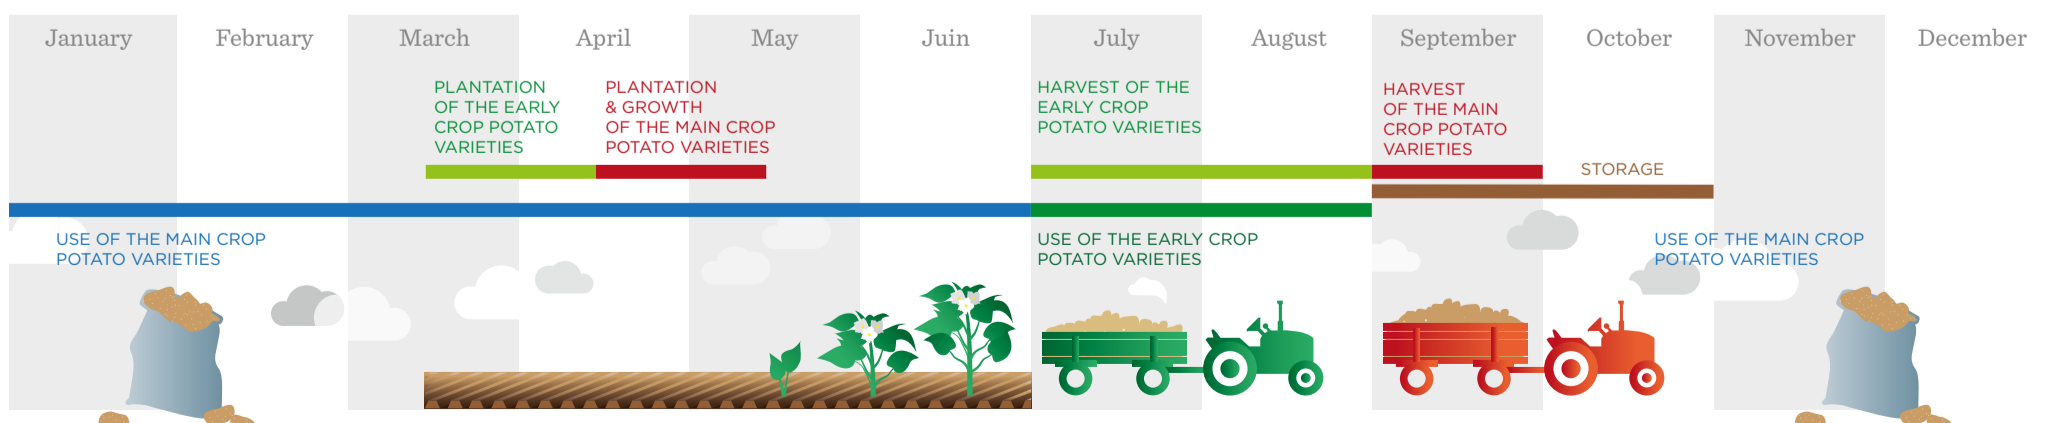 January
February
March
April
May
Juin
July
August
September
October
November
December
PLANTATION
OF THE EARLY
CROP POTATO
VARIETIES
PLANTATION
& GROWTH
OF THE MAIN CROP
POTATO VARIETIES
HARVEST OF THE
EARLY CROP
POTATO VARIETIES
HARVEST
OF THE MAIN
CROP POTATO
VARIETIES
STORAGE
USE OF THE MAIN CROP
POTATO VARIETIES
USE OF THE EARLY CROP
POTATO VARIETIES
USE OF THE MAIN CROP
POTATO VARIETIES